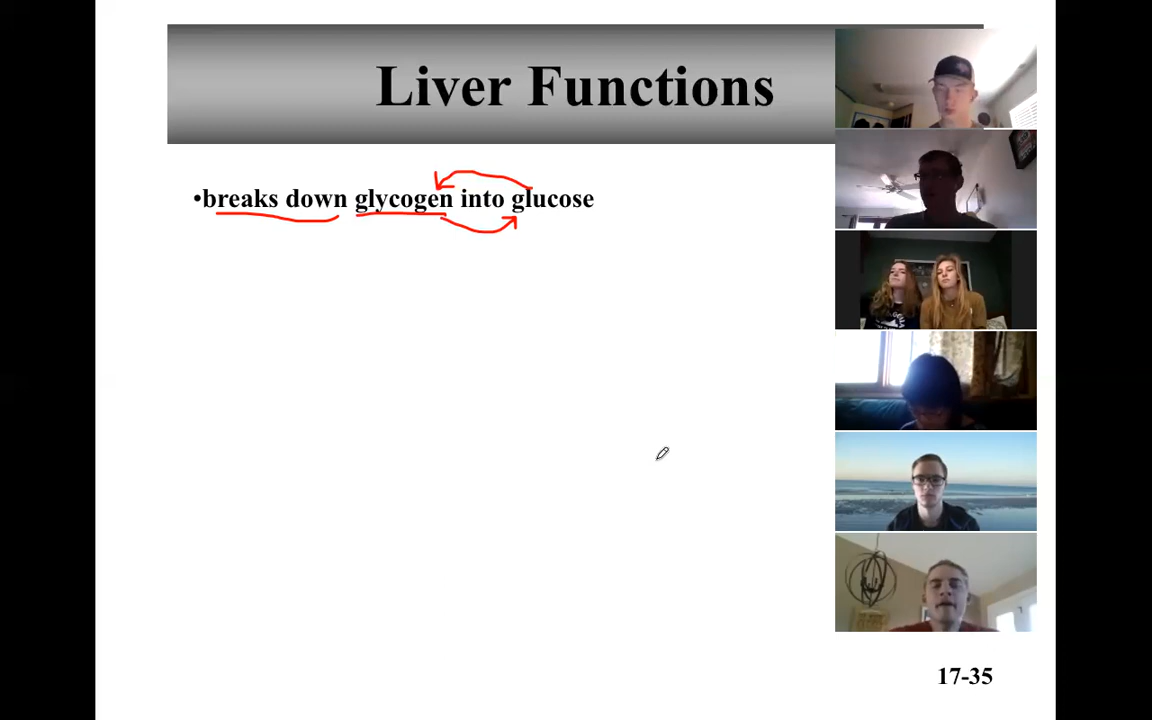 Liver Functions
•breaks down glycogen into glucose
17-35